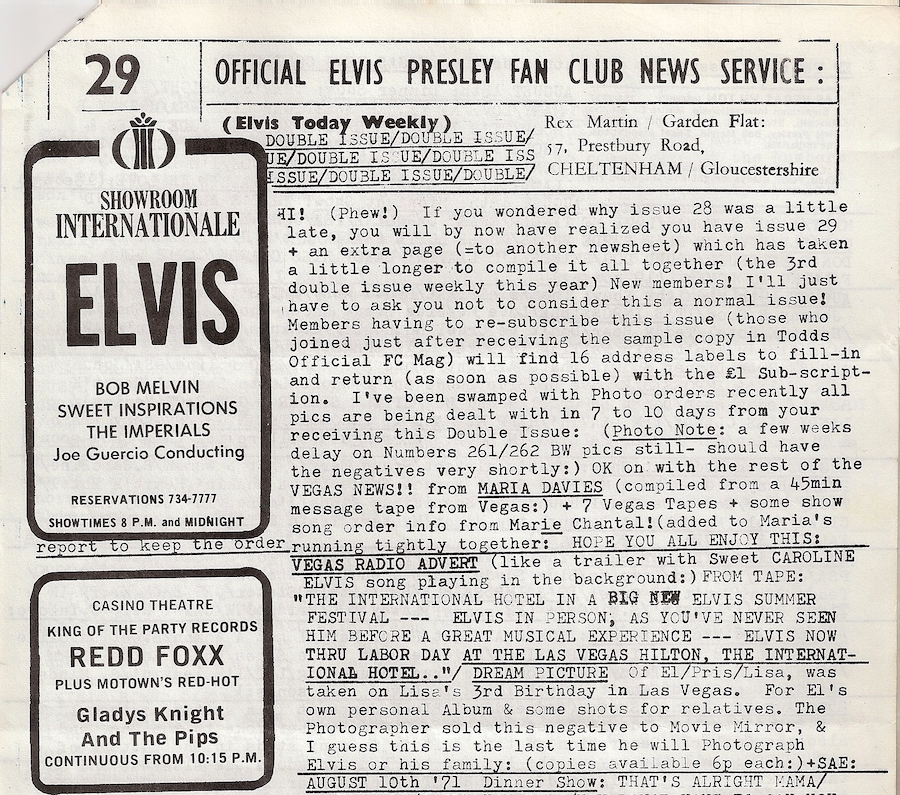 29
OFFICIAL ELVIS PRESLEY FAN CLUB NEWS SERVICE :
(Elvis Today Weekly)
DOUBLE ISSUE/DOUBLE ISSUE/
UE/DOUBLE ISSUE/DOUBLE ISS
ISSUE/DOUBLE ISSUE/DOUBLE/
Rex Martin / Garden Flat:
57, Prestbury Road,
CHELTENHAM / Gloucestershire
SHOWROOM
INTERNATIONALE
ELVIS
BOB MELVIN
SWEET INSPIRATIONS
THE IMPERIALS
Joe Guercio Conducting
RESERVATIONS 734-7777
SHOWTIMES 8 P.M. and MIDNIGHT
HI! (Phew!) If you wondered why issue 28 was a little
late, you will by now have realized you have issue 29
+ an extra page (=to another newsheet) which has taken
a little longer to compile it all together (the 3rd
double issue weekly this year) New members! I'll just
have to ask you not to consider this a normal issue!
Members having to re-subscribe this issue (those who
joined just after receiving the sample copy in Todds
Official FC Mag) will find 16 address labels to fill-in
and return (as soon as possible) with the £1 Sub-script-
ion. I've been swamped with Photo orders recently all
pics are being dealt with in 7 to 10 days from your
receiving this Double Issue: (Photo Note: a few weeks
delay on Numbers 261/262 BW pics still- should have
the negatives very shortly:) OK on with the rest of the
VEGAS NEWS!! from MARIA DAVIES (compiled from a 45min
message tape from Vegas:) + 7 Vegas Tapes + some show
song order info from Marie Chantal!(added to Maria's
report to keep the order running tightly together: HOPE YOU ALL ENJOY THIS:
VEGAS RADIO ADVERT (like a trailer with Sweet CAROLINE
ELVIS song playing in the background:)FROM TAPE:
"THE INTERNATIONAL HOTEL IN A BIG NEW ELVIS SUMMER
FESTIVAL --- ELVIS IN PERSON, AS YOU'VE NEVER SEEN
HIM BEFORE A GREAT MUSICAL EXPERIENCE --- ELVIS NOW
THRU LABOR DAY AT THE LAS VEGAS HILTON, THE INTERNAT-
IONAL HOTEL.."/ DREAM PICTURE Of El/Pris/Lisa, was
taken on Lisa's 3rd Birthday in Las Vegas. For El's
own personal Album & some shots for relatives. The
Photographer sold this negative to Movie Mirror, &
I guess this is the last time he will Photograph
Elvis or his family: (copies available 6p each:)+SAE:
AUGUST 10th '71 Dinner Show: THAT'S ALRIGHT MAMA/
CASINO THEATRE
KING OF THE PARTY RECORDS
REDD FOXX
PLUS MOTOWN'S RED-HOT
Gladys Knight
And The Pips
CONTINUOUS FROM 10:15 P.M.